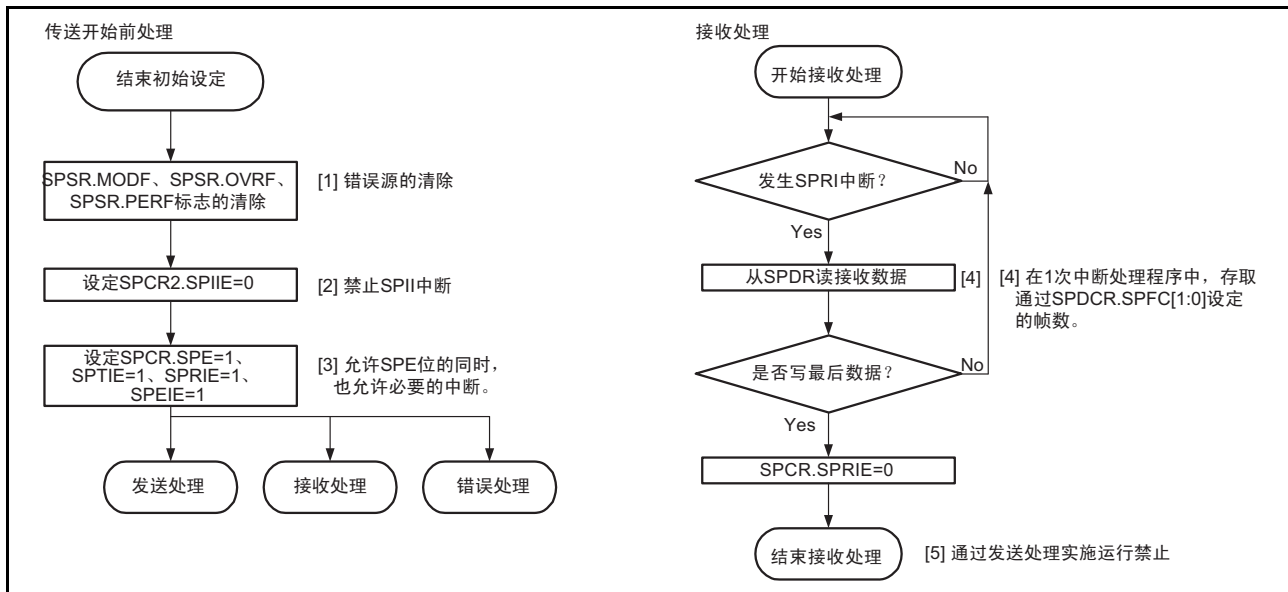 传送开始前处理
结束初始设定
SPSR.MODF、SPSR.OVRF、
SPSR.PERF标志的清除
[1] 错误源的清除
设定SPCR2.SPIIE=0
[2] 禁止SPII中断
设定SPCR.SPE=1、
SPTIE=1、SPRIE=1、
SPEIE=1
[3] 允许SPE位的同时，
也允许必要的中断。
发送处理
接收处理
错误处理
接收处理
开始接收处理
发生SPRI中断？
No
Yes
从SPDR读接收数据
[4]
[4] 在1次中断处理程序中，存取
通过SPDCR.SPFC[1:0]设定
的帧数。
是否写最后数据？
No
Yes
SPCR.SPRIE=0
结束接收处理
[5] 通过发送处理实施运行禁止